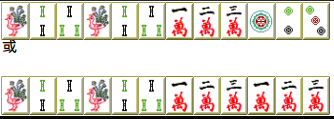 一萬 二萬 三萬
或
一萬 二萬 三萬 一萬 二萬 三萬